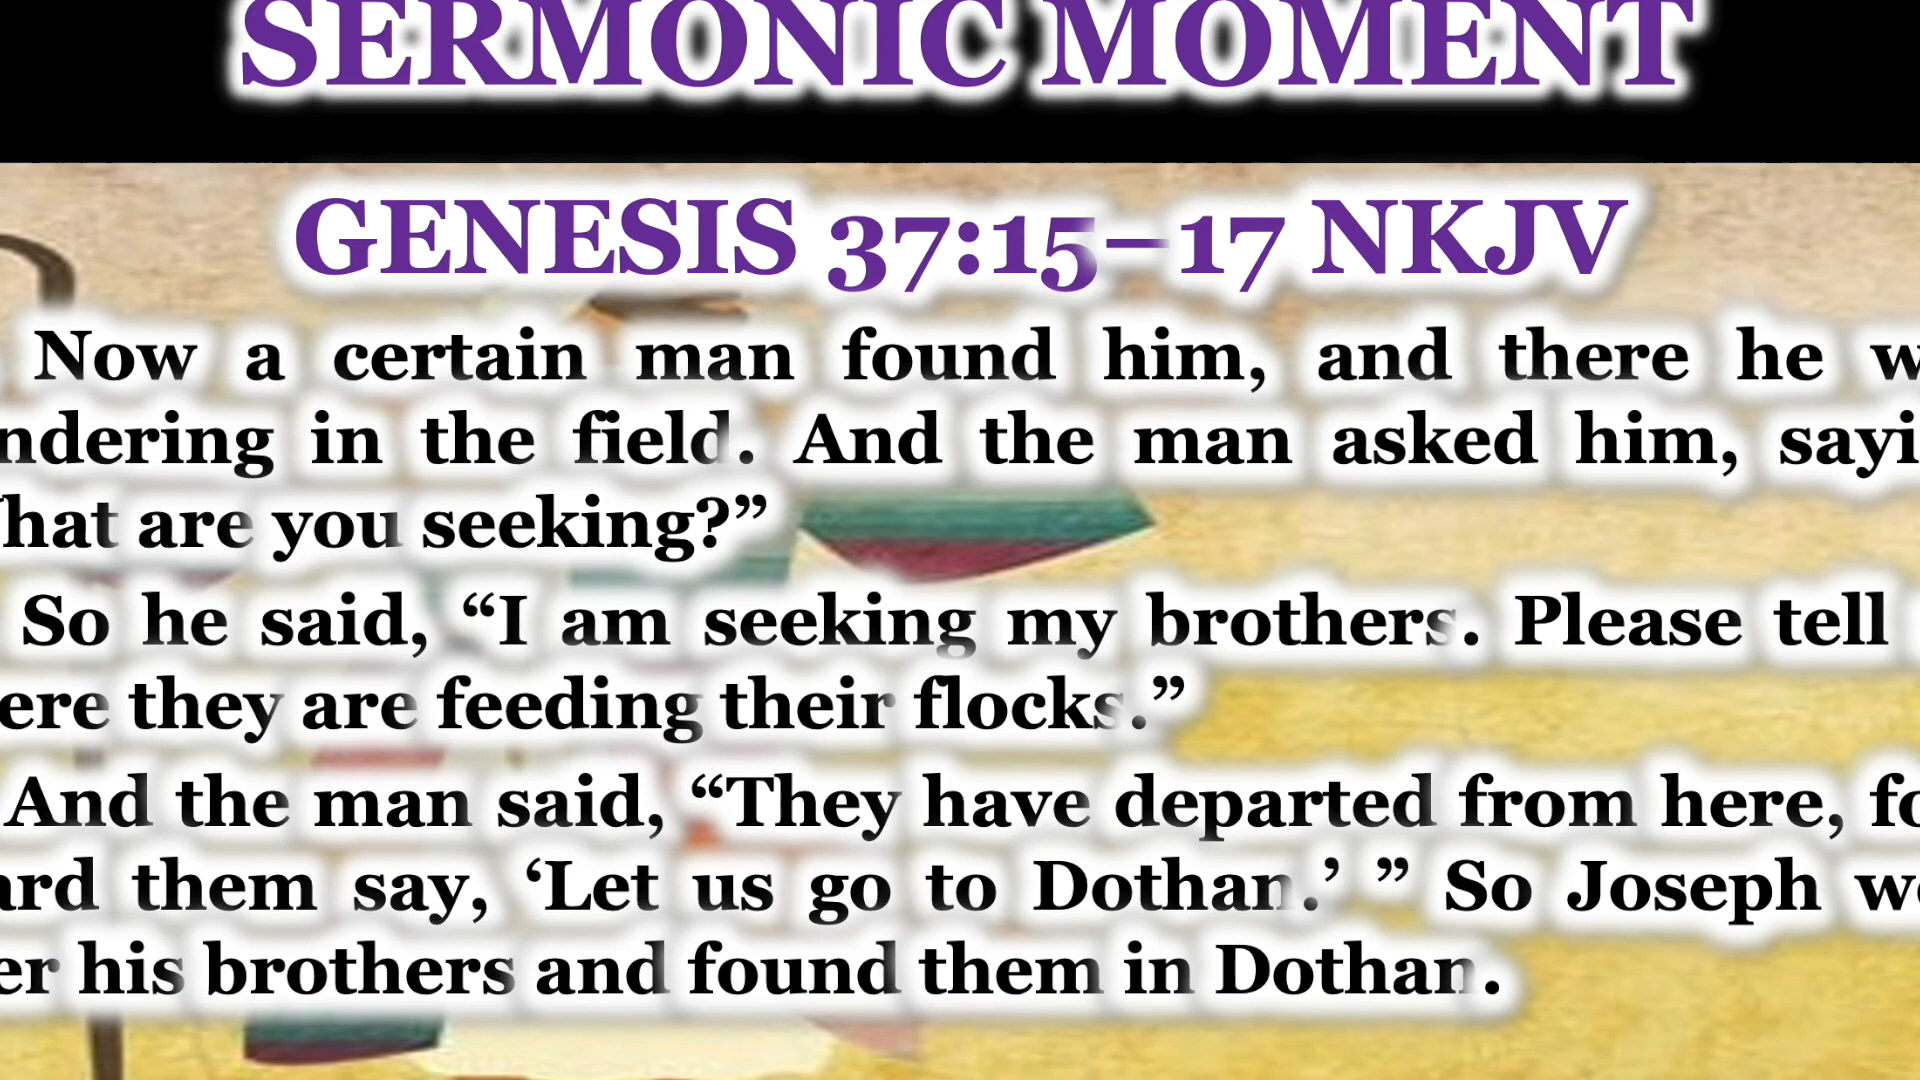 SERMONIC MOMENT
GENESIS 37:15–17 NKJV
Now a certain man found him, and there he w
ndering in the field. And the man asked him, sayi
hat are you seeking?”
So he said, “I am seeking my brothers. Please tell
ere they are feeding their flocks.”
And the man said, “They have departed from here, fo
ard them say, ‘Let us go to Dothan.’ ” So Joseph we
er his brothers and found them in Dothan.